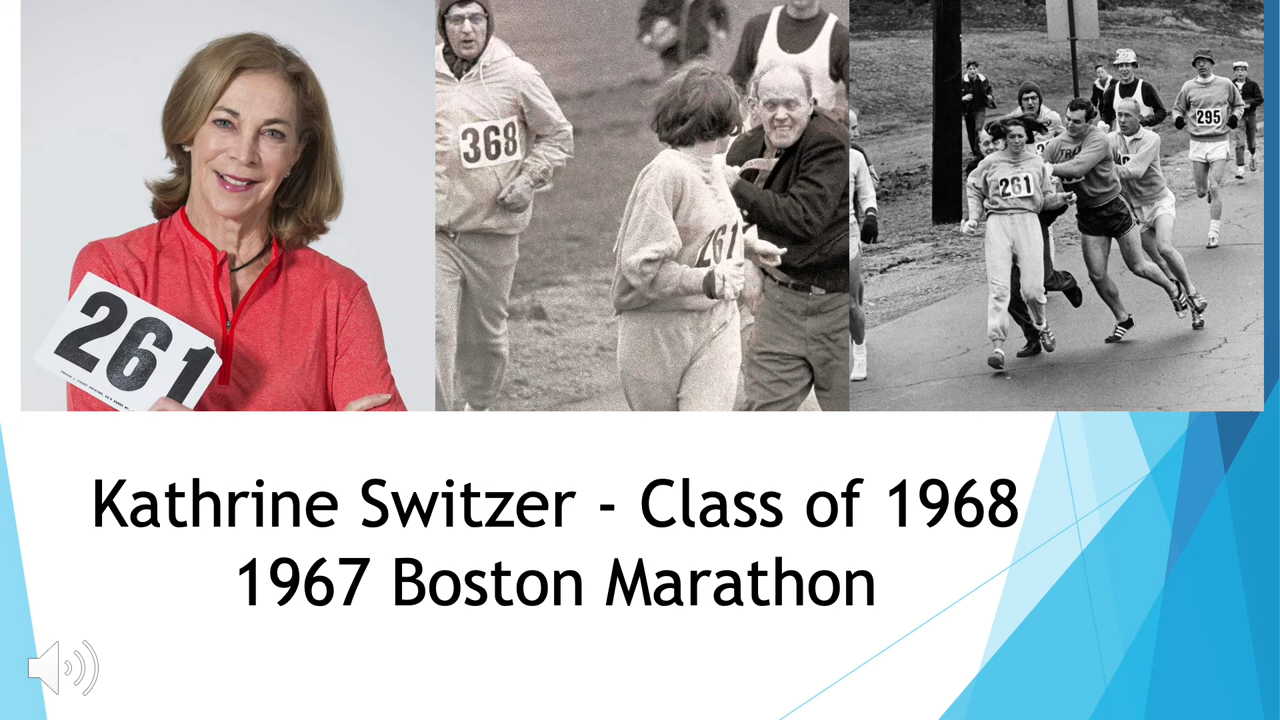 261
368
261
261
295
Kathrine Switzer - Class of 1968
1967 Boston Marathon